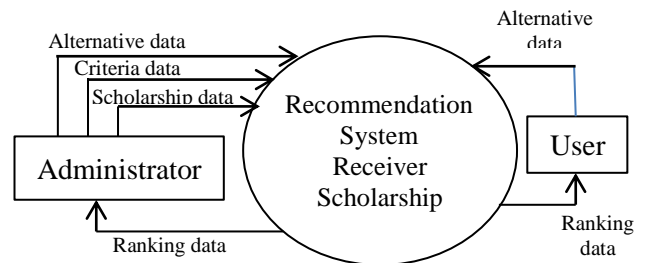 Alternative data
Criteria data
Scholarship data
Administrator
Ranking data
Recommendation
System
Receiver
Scholarship
Alternative
data
User
Ranking
data